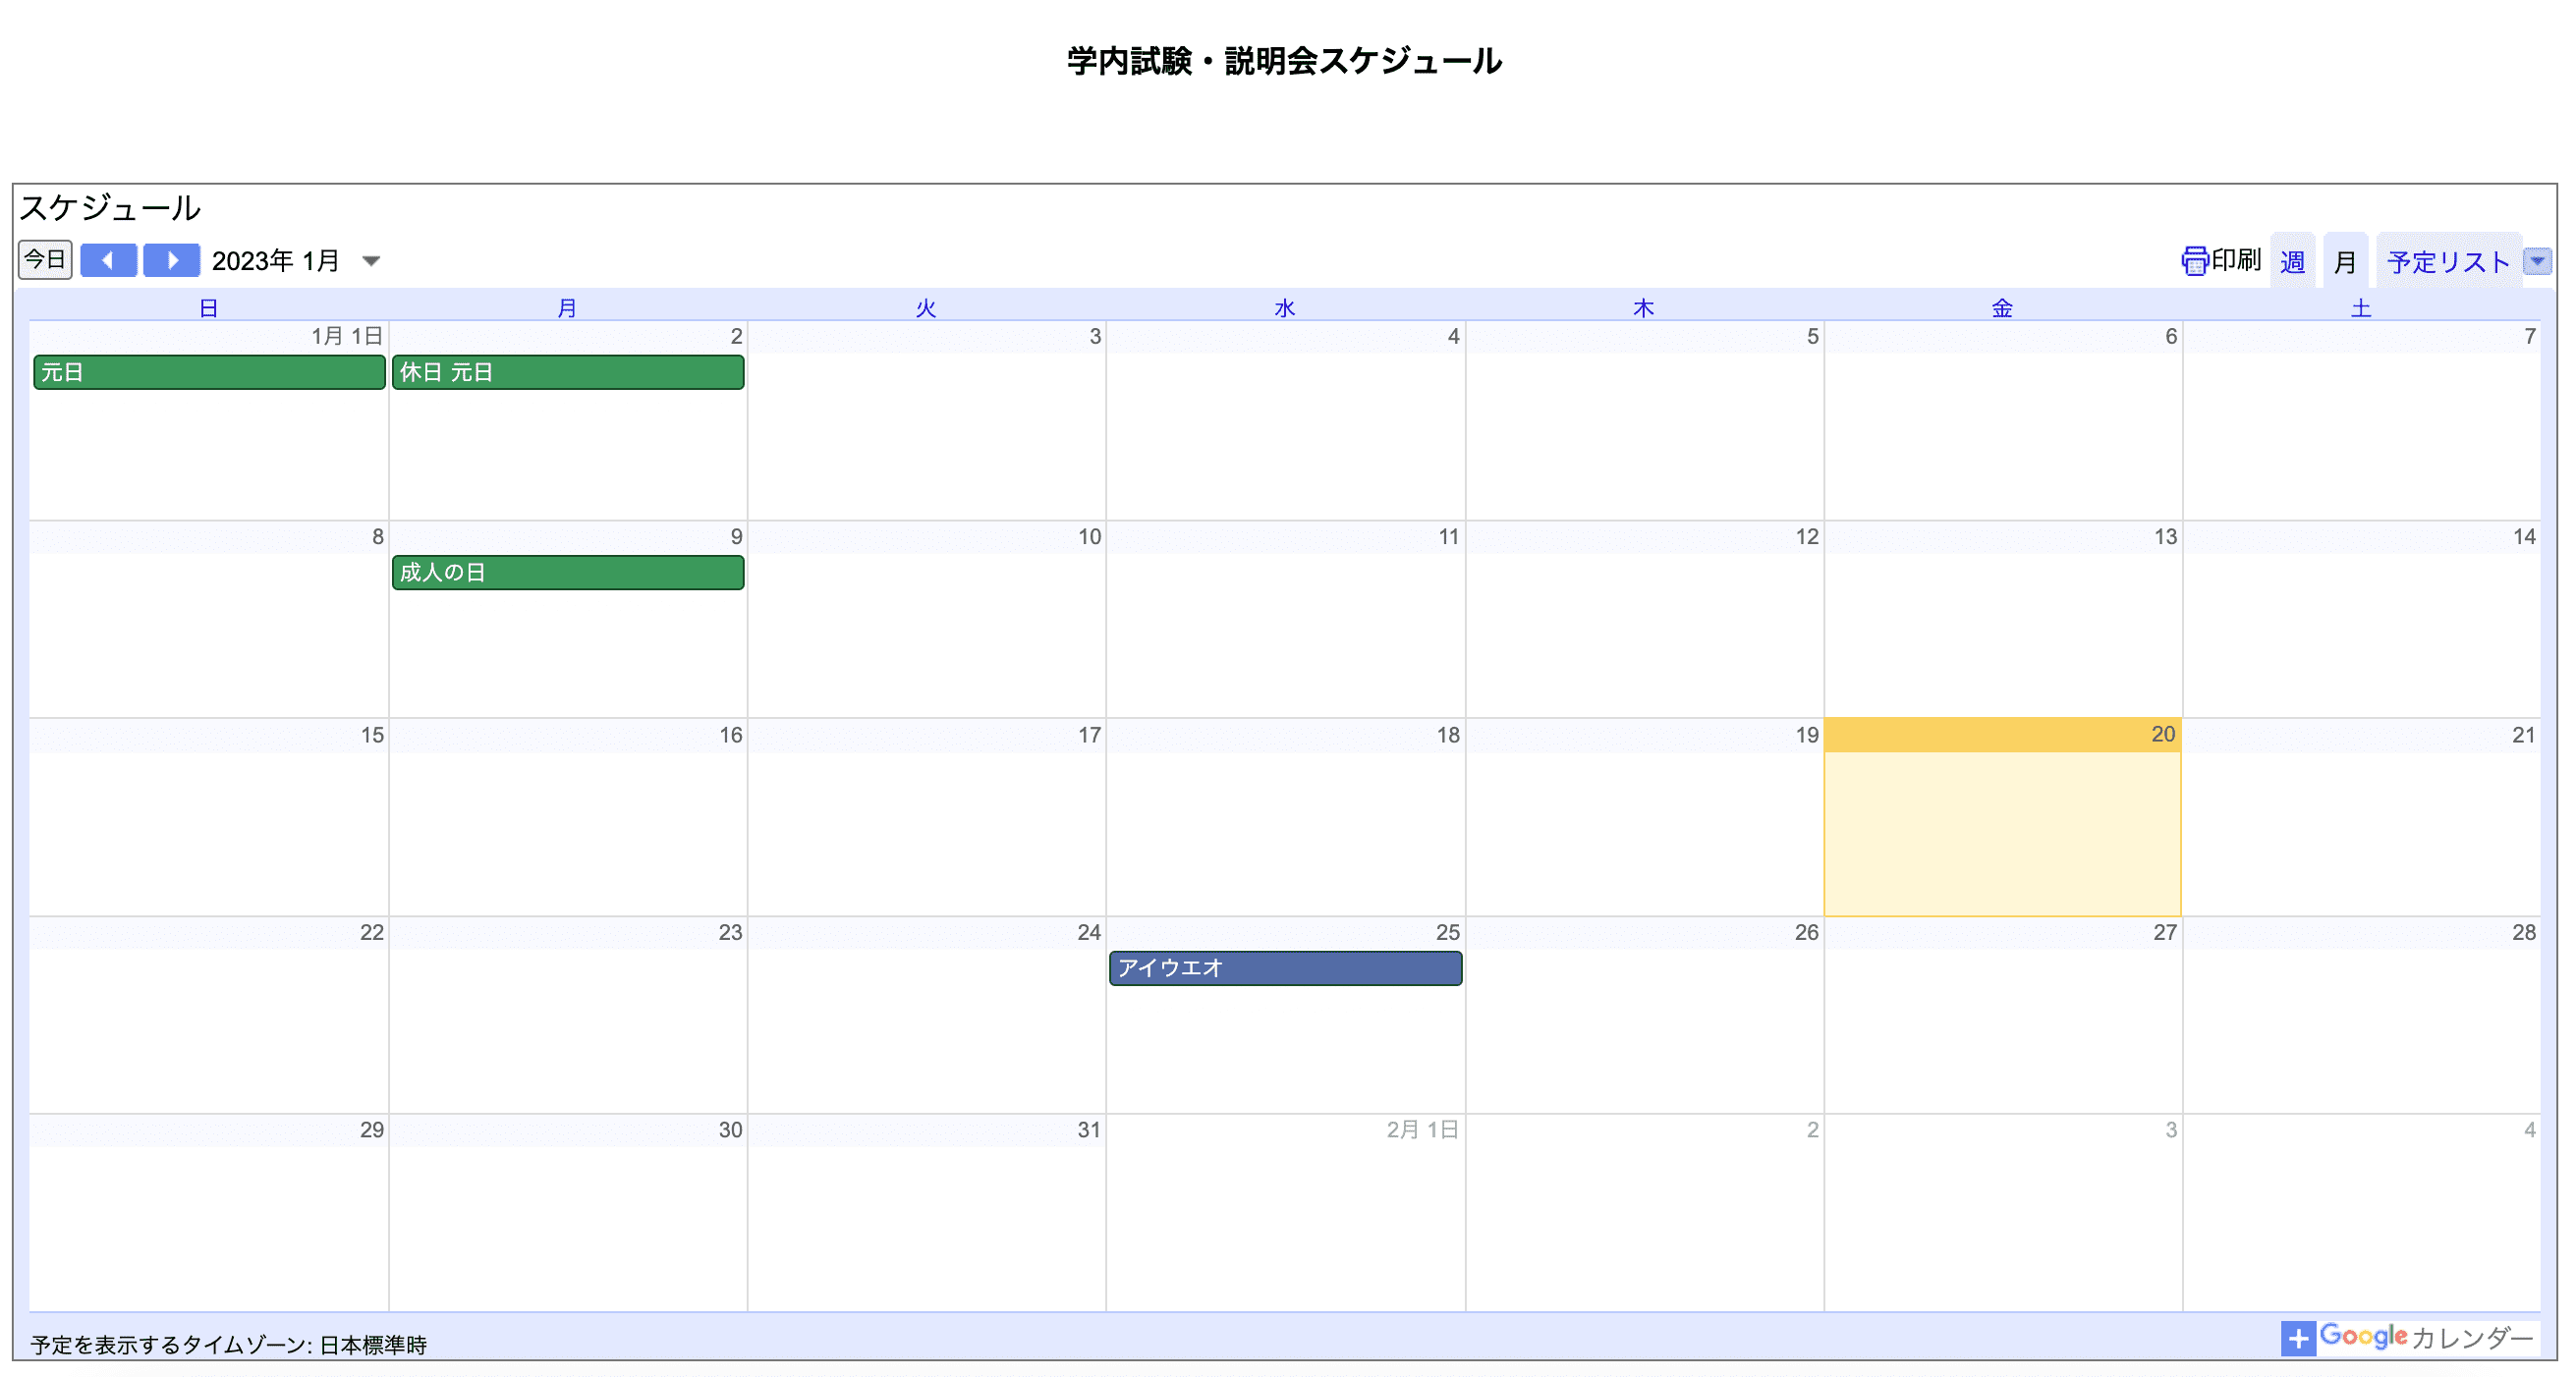 学内試験・説明会スケジュール
スケジュール
今日 2023年 1月 印刷 週 月 予定リスト
日 月 火 水 木 金 土
1月 1日 2 3 4 5 6 7
元日 休日 元日
8 9 10 11 12 13 14
成人の日
15 16 17 18 19 20 21
22 23 24 25 26 27 28
アイウエオ
29 30 31 2月 1日 2 3 4
予定を表示するタイムゾーン: 日本標準時 Google カレンダー